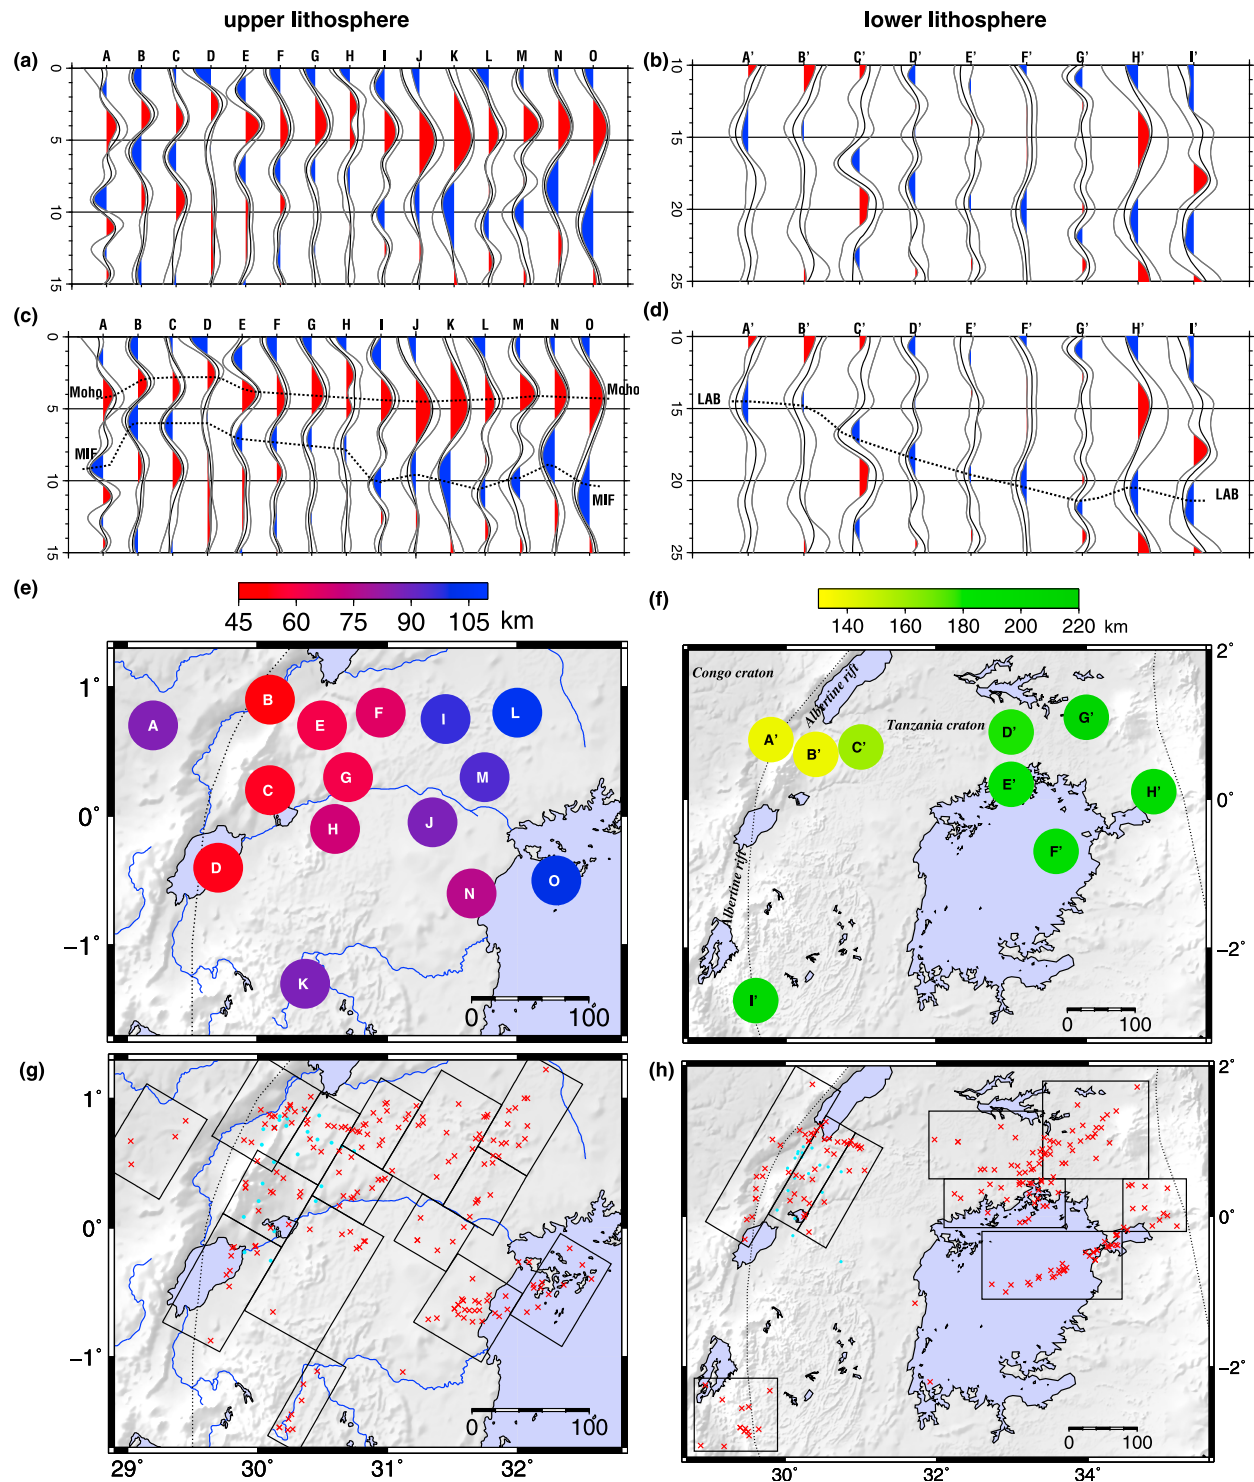 upper lithosphere
lower lithosphere
(a)
A B C D E F G H I J K L M N O
0
5
10
15
(b)
A' B' C' D' E' F' G' H' I'
10
15
20
25
(c)
A B C D E F G H I J K L M N O
0
5
10
15
Moho
Moho
MIF
MIF
(d)
A' B' C' D' E' F' G' H' I'
10
15
20
25
LAB
LAB
(e)
45 60 75 90 105 km
1°
0°
−1°
A
B
C
D
E
F
G
H
I
J
K
L
M
N
O
0 100
(f)
140 160 180 200 220 km
2°
0°
−2°
Congo craton
Albertine rift
Tanzania craton
Albertine rift
A'
B'
C'
D'
E'
F'
G'
H'
I'
0 100
(g)
1°
0°
−1°
0 100
29° 30° 31° 32°
(h)
2°
0°
−2°
0 100
30° 32° 34°